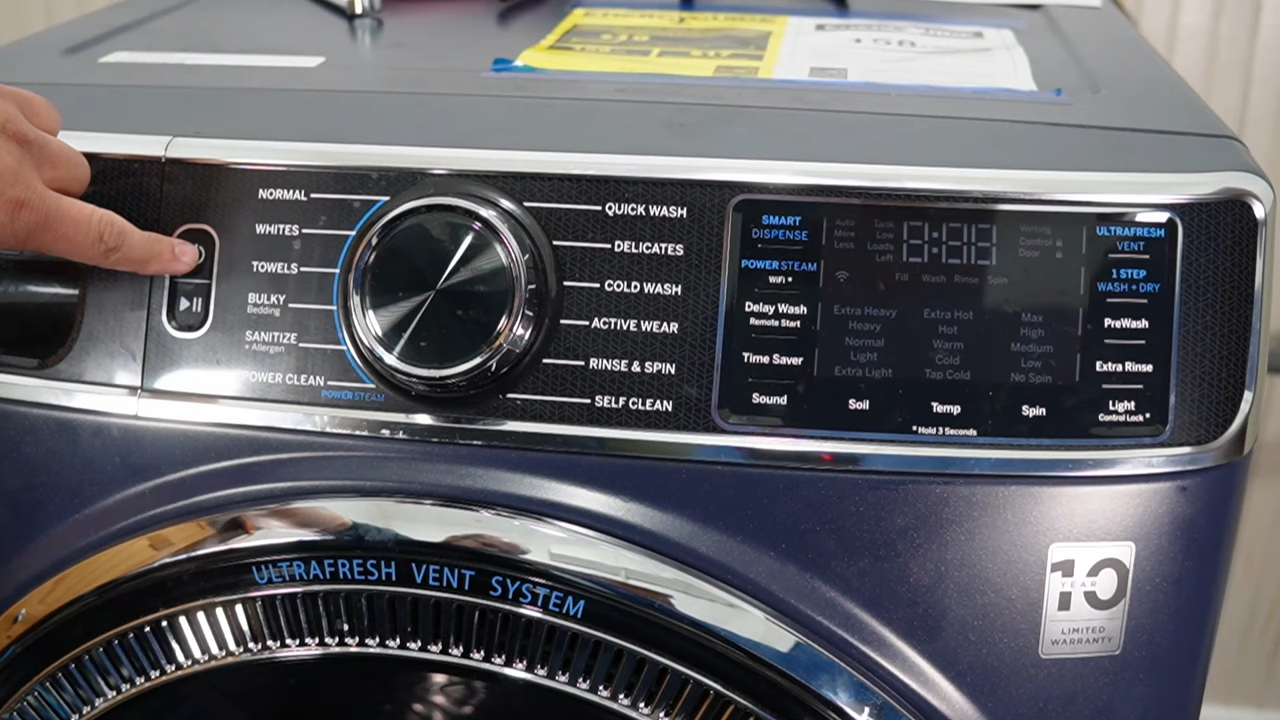 NORMAL
WHITES
TOWELS
BULKY
Bedding
SANITIZE
+ Allergen
POWER CLEAN
POWERSTEAM
QUICK WASH
DELICATES
COLD WASH
ACTIVE WEAR
RINSE & SPIN
SELF CLEAN
SMART
DISPENSE
POWERSTEAM
WiFi *
Delay Wash
Remote Start
Time Saver
Sound
Auto
More
Less
Tank
Low
Loads
Left
8:88
Venting
Control
Door
Fill Wash Rinse Spin
Extra Heavy
Heavy
Normal
Light
Extra Light
Soil
Extra Hot
Hot
Warm
Cold
Tap Cold
Temp
Max
High
Medium
Low
No Spin
Spin
* Hold 3 Seconds
ULTRAFRESH
VENT
1 STEP
WASH + DRY
PreWash
Extra Rinse
Light
Control Lock *
ULTRAFRESH VENT SYSTEM
10
YEAR
LIMITED
WARRANTY